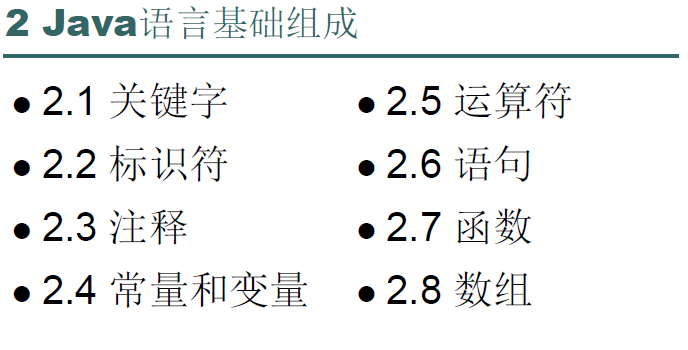 2 Java语言基础组成
● 2.1 关键字
● 2.2 标识符
● 2.3 注释
● 2.4 常量和变量
● 2.5 运算符
● 2.6 语句
● 2.7 函数
● 2.8 数组